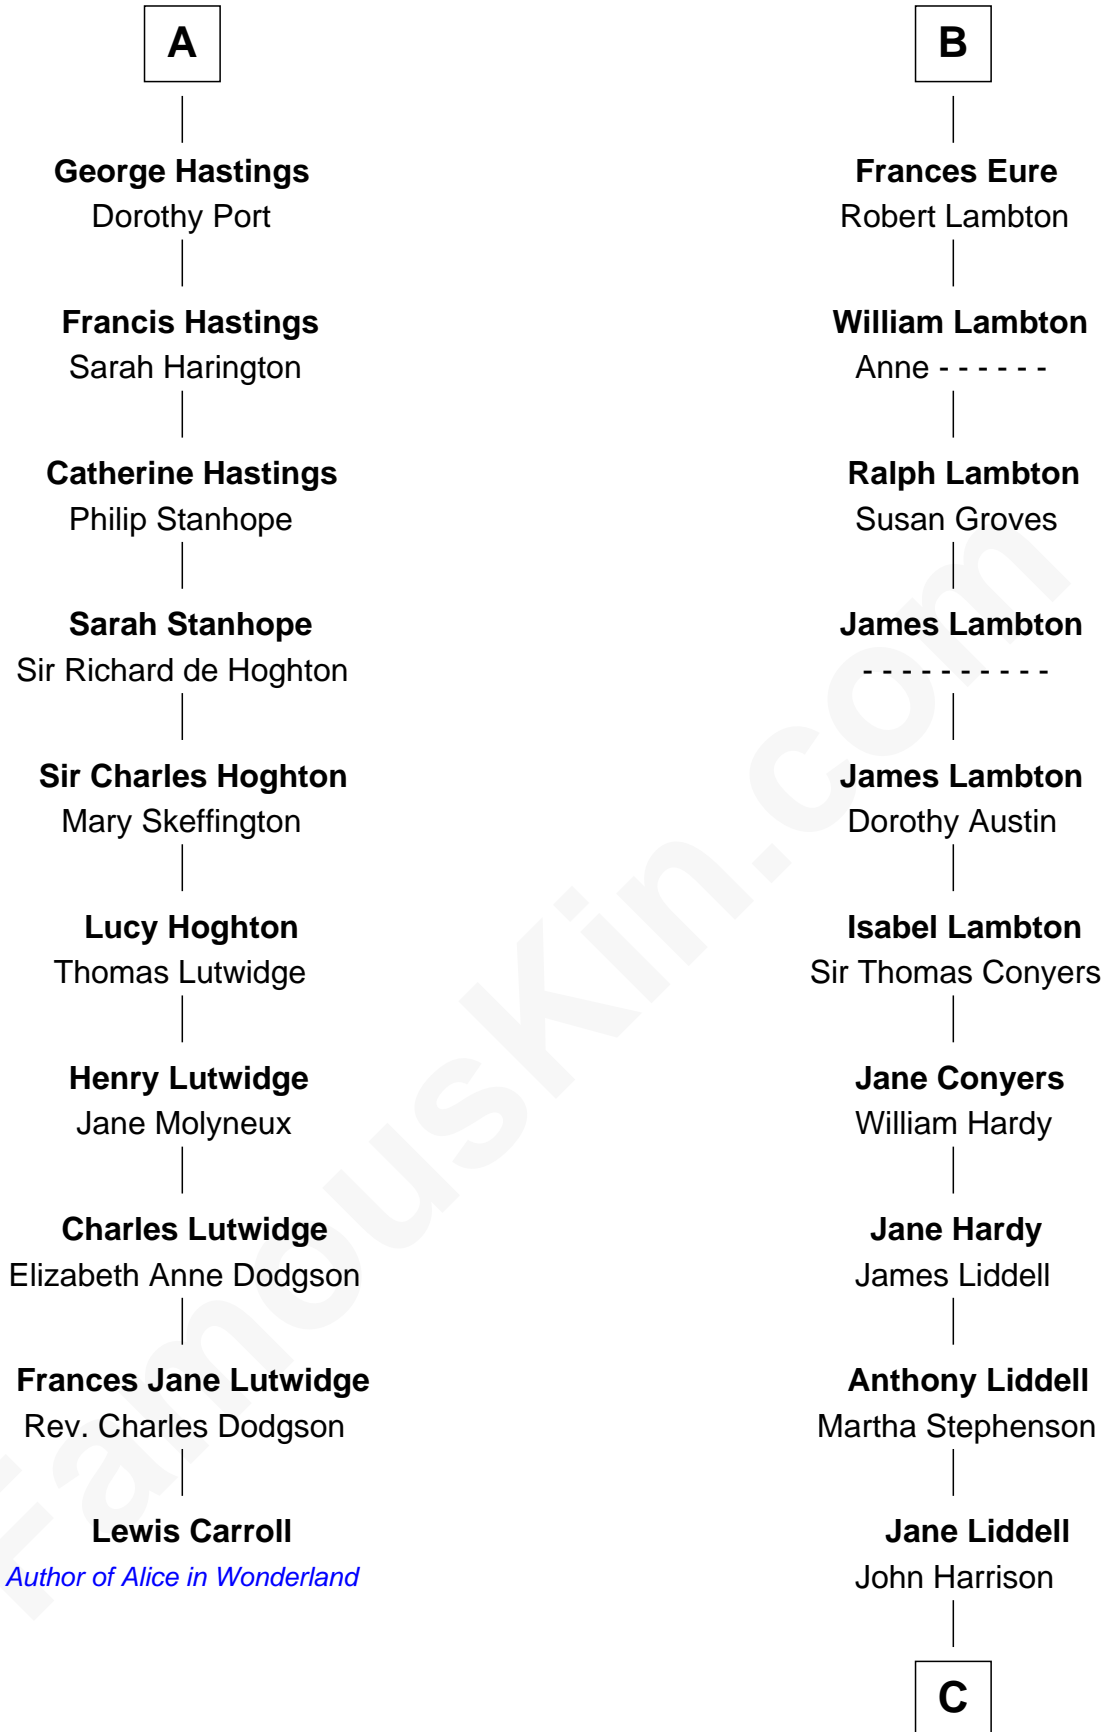 A
George Hastings
Dorothy Port
Francis Hastings
Sarah Harington
Catherine Hastings
Philip Stanhope
Sarah Stanhope
Sir Richard de Hoghton
Sir Charles Hoghton
Mary Skeffington
Lucy Hoghton
Thomas Lutwidge
Henry Lutwidge
Jane Molyneux
Charles Lutwidge
Elizabeth Anne Dodgson
Frances Jane Lutwidge
Rev. Charles Dodgson
Lewis Carroll
Author of Alice in Wonderland
B
Frances Eure
Robert Lambton
William Lambton
Anne - - - - - -
Ralph Lambton
Susan Groves
James Lambton
- - - - - - - - - -
James Lambton
Dorothy Austin
Isabel Lambton
Sir Thomas Conyers
Jane Conyers
William Hardy
Jane Hardy
James Liddell
Anthony Liddell
Martha Stephenson
Jane Liddell
John Harrison
C
FamousKin.com